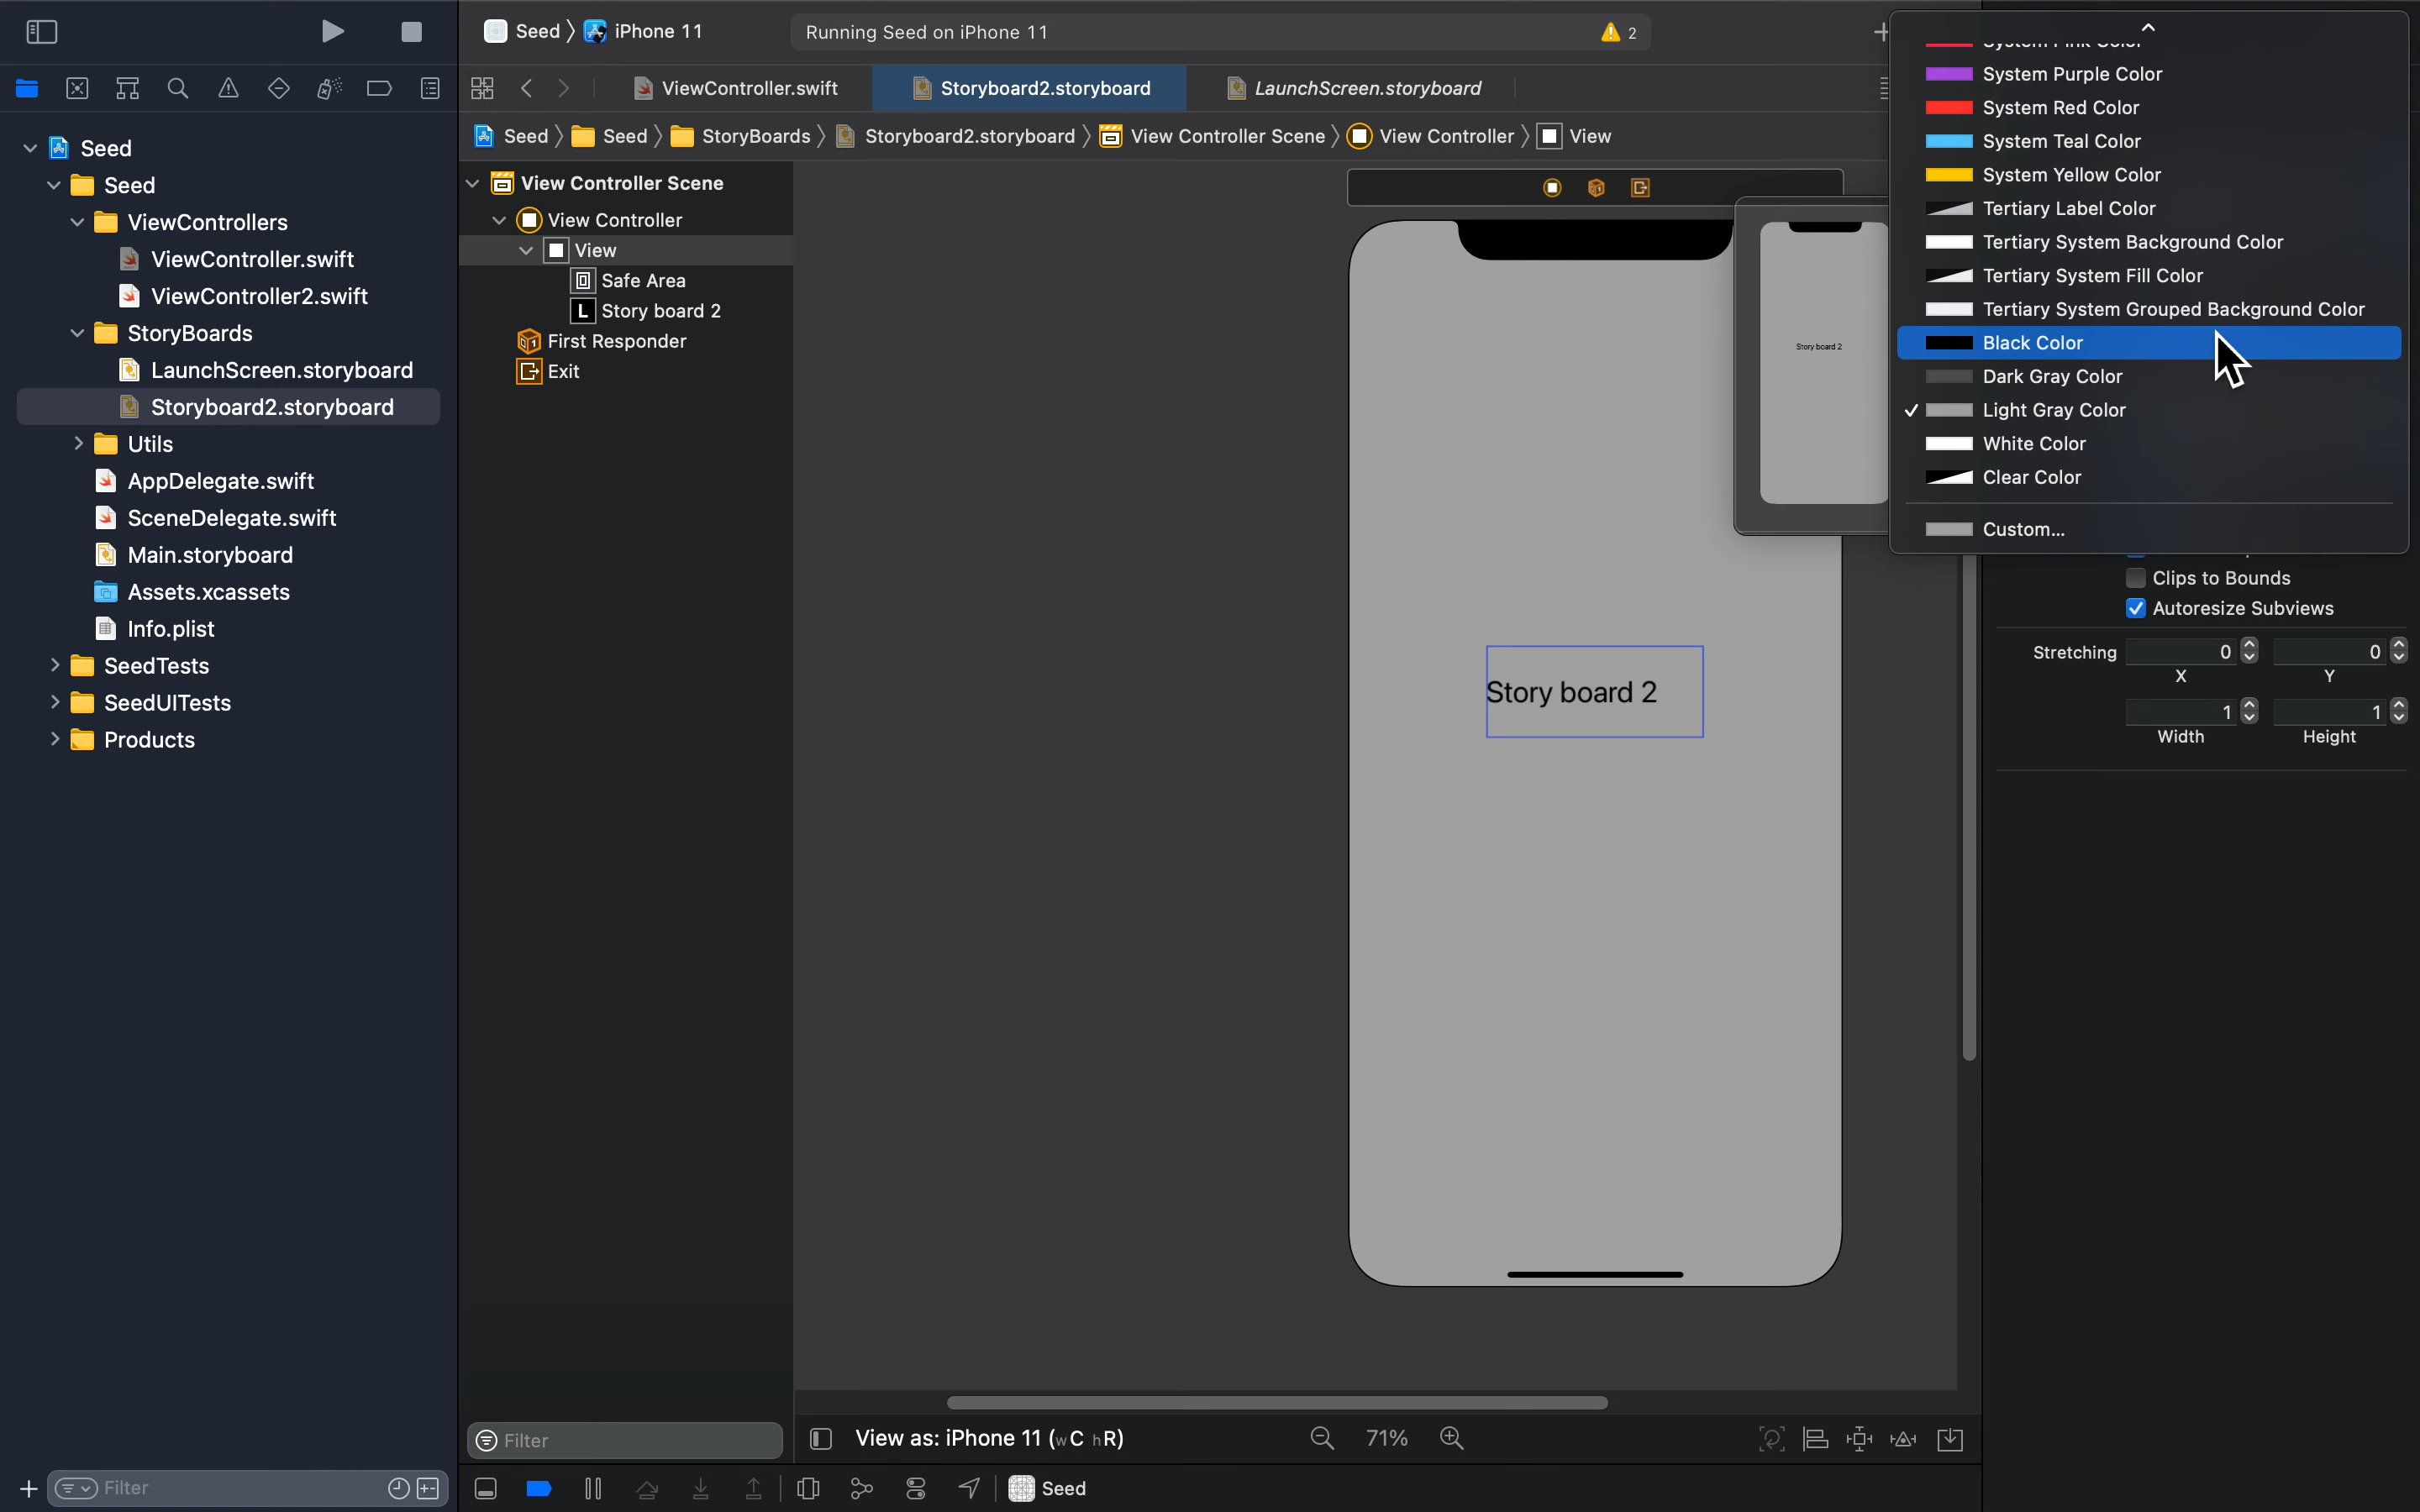 Seed
iPhone 11
Running Seed on iPhone 11
2
ViewController.swift
Storyboard2.storyboard
LaunchScreen.storyboard
Seed
Seed
StoryBoards
Storyboard2.storyboard
View Controller Scene
View Controller
View
Seed
Seed
ViewControllers
ViewController.swift
ViewController2.swift
StoryBoards
LaunchScreen.storyboard
Storyboard2.storyboard
Utils
AppDelegate.swift
SceneDelegate.swift
Main.storyboard
Assets.xcassets
Info.plist
SeedTests
SeedUITests
Products
Filter
View Controller Scene
View Controller
View
Safe Area
L Story board 2
First Responder
Exit
Filter
Story board 2
Story board 2
View as: iPhone 11 (wC hR)
71%
Seed
System Pink Color
System Purple Color
System Red Color
System Teal Color
System Yellow Color
Tertiary Label Color
Tertiary System Background Color
Tertiary System Fill Color
Tertiary System Grouped Background Color
Black Color
Dark Gray Color
Light Gray Color
White Color
Clear Color
Custom...
Clips to Bounds
Autoresize Subviews
Stretching 0 0
X Y
1 1
Width Height